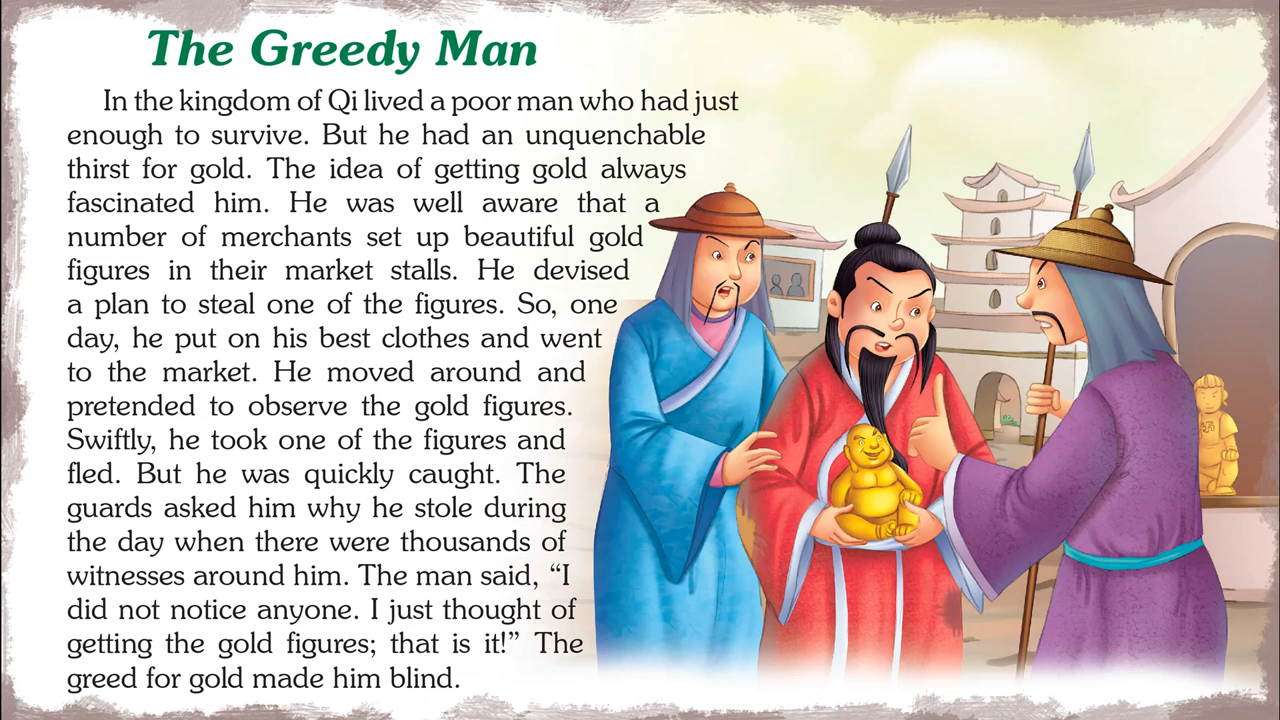 The Greedy Man
In the kingdom of Qi lived a poor man who had just
enough to survive. But he had an unquenchable
thirst for gold. The idea of getting gold always
fascinated him. He was well aware that a
number of merchants set up beautiful gold
figures in their market stalls. He devised
a plan to steal one of the figures. So, one
day, he put on his best clothes and went
to the market. He moved around and
pretended to observe the gold figures.
Swiftly, he took one of the figures and
fled. But he was quickly caught. The
guards asked him why he stole during
the day when there were thousands of
witnesses around him. The man said, “I
did not notice anyone. I just thought of
getting the gold figures; that is it!” The
greed for gold made him blind.